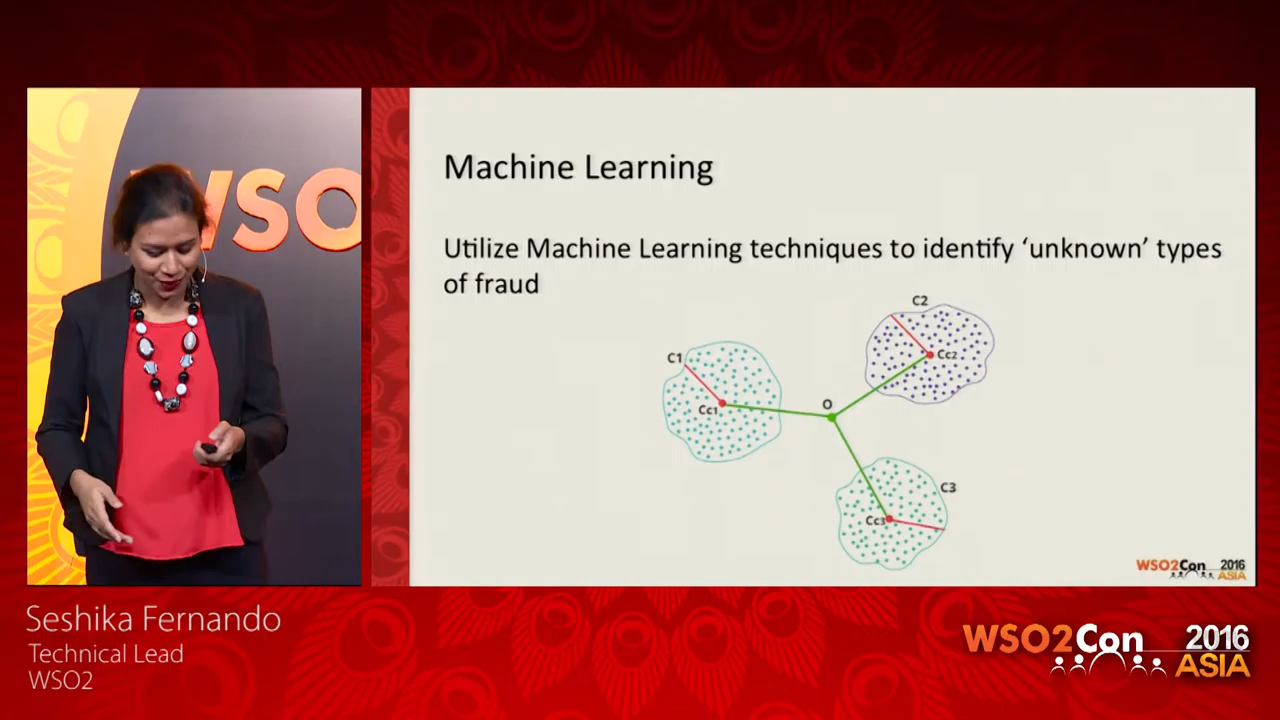 WSO
Machine Learning
Utilize Machine Learning techniques to identify ‘unknown’ types
of fraud
C2
C1
Cc2
Cc1
O
C3
Cc3
WSO2Con 2016
ASIA
Seshika Fernando
Technical Lead
WSO2
WSO2Con 2016
ASIA